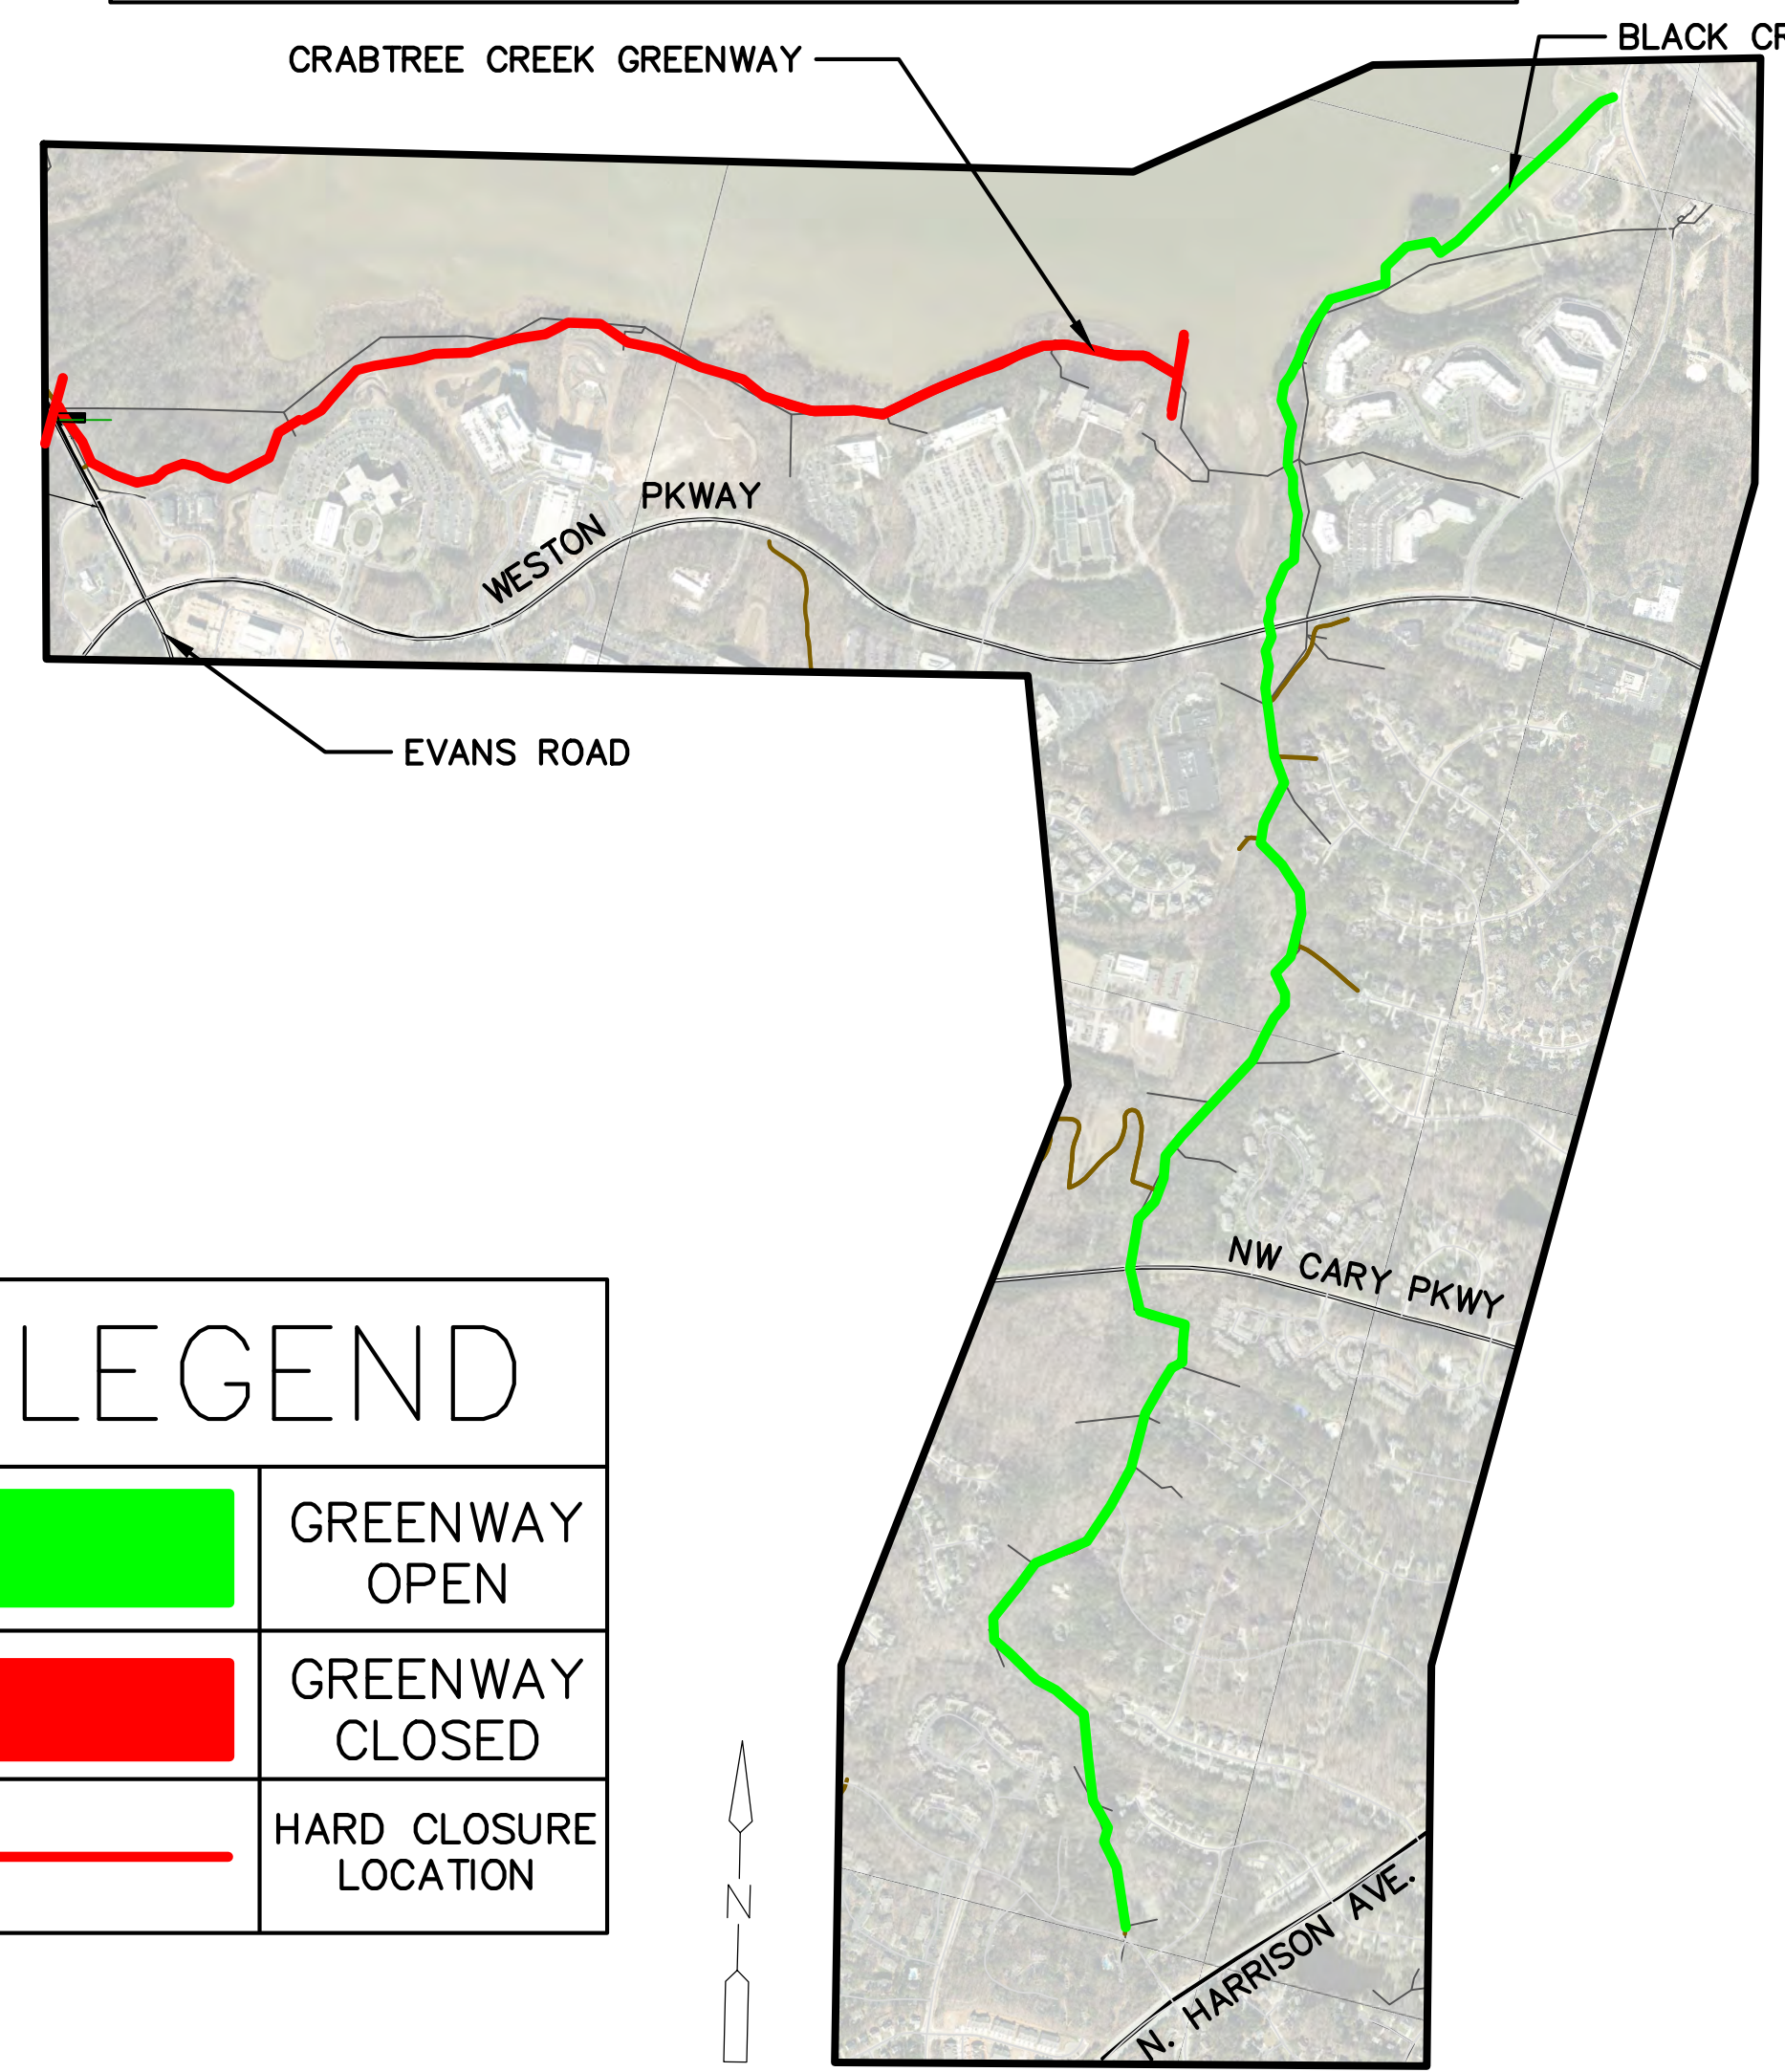 CRABTREE CREEK GREENWAY
BLACK CR
WESTON PKWAY
EVANS ROAD
NW CARY PKWY
LEGEND
GREENWAY
OPEN
GREENWAY
CLOSED
HARD CLOSURE
LOCATION
N
N. HARRISON AVE.